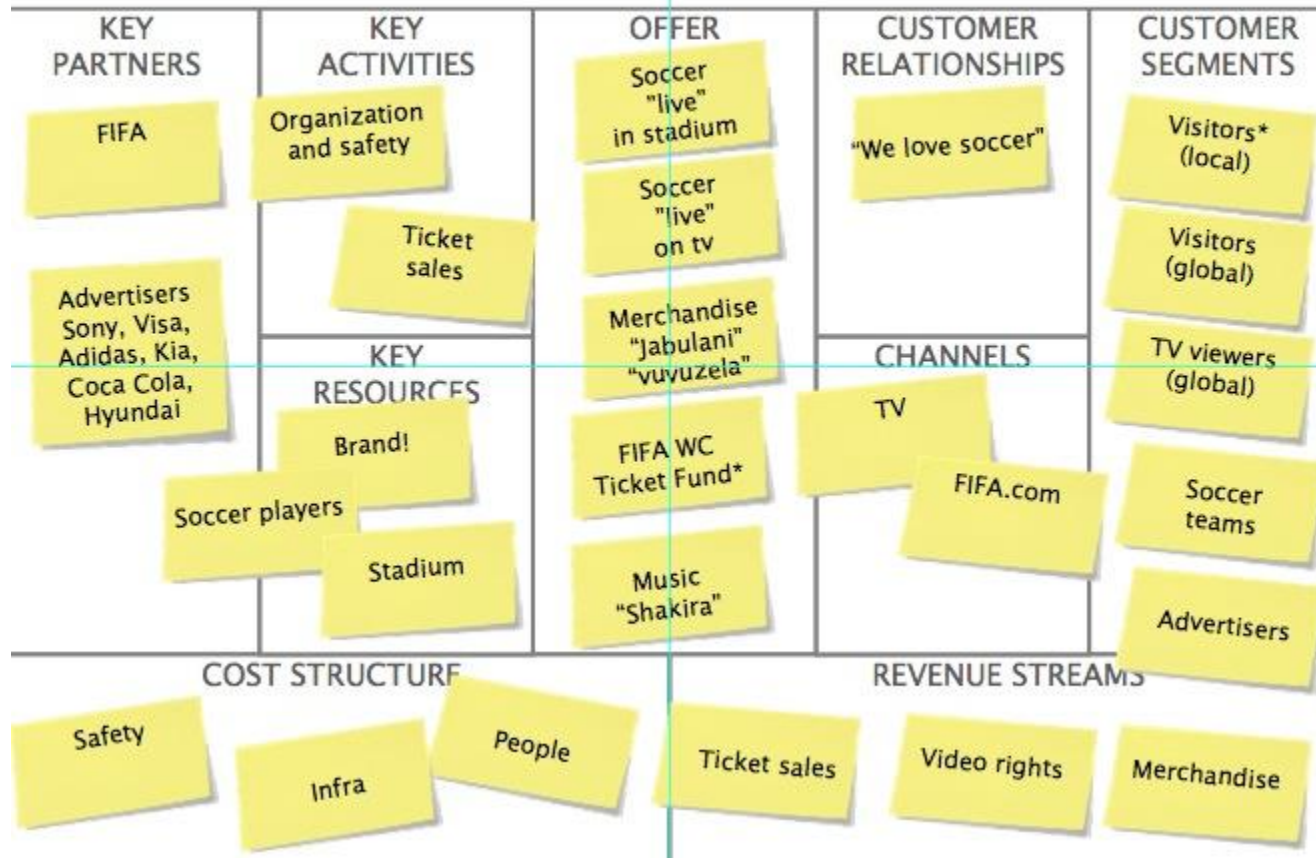 KEY
PARTNERS
FIFA
Advertisers
Sony, Visa,
Adidas, Kia,
Coca Cola,
Hyundai
KEY
ACTIVITIES
Organization
and safety
Ticket
sales
KEY
RESOURCES
Brand!
Soccer players
Stadium
OFFER
Soccer
"live"
in stadium
Soccer
"live"
on tv
Merchandise
"Jabulani"
"vuvuzela"
FIFA WC
Ticket Fund*
Music
"Shakira"
CUSTOMER
RELATIONSHIPS
"We love soccer"
CHANNELS
TV
FIFA.com
CUSTOMER
SEGMENTS
Visitors*
(local)
Visitors
(global)
TV viewers
(global)
Soccer
teams
Advertisers
COST STRUCTURE
Safety
Infra
People
REVENUE STREAMS
Ticket sales
Video rights
Merchandise